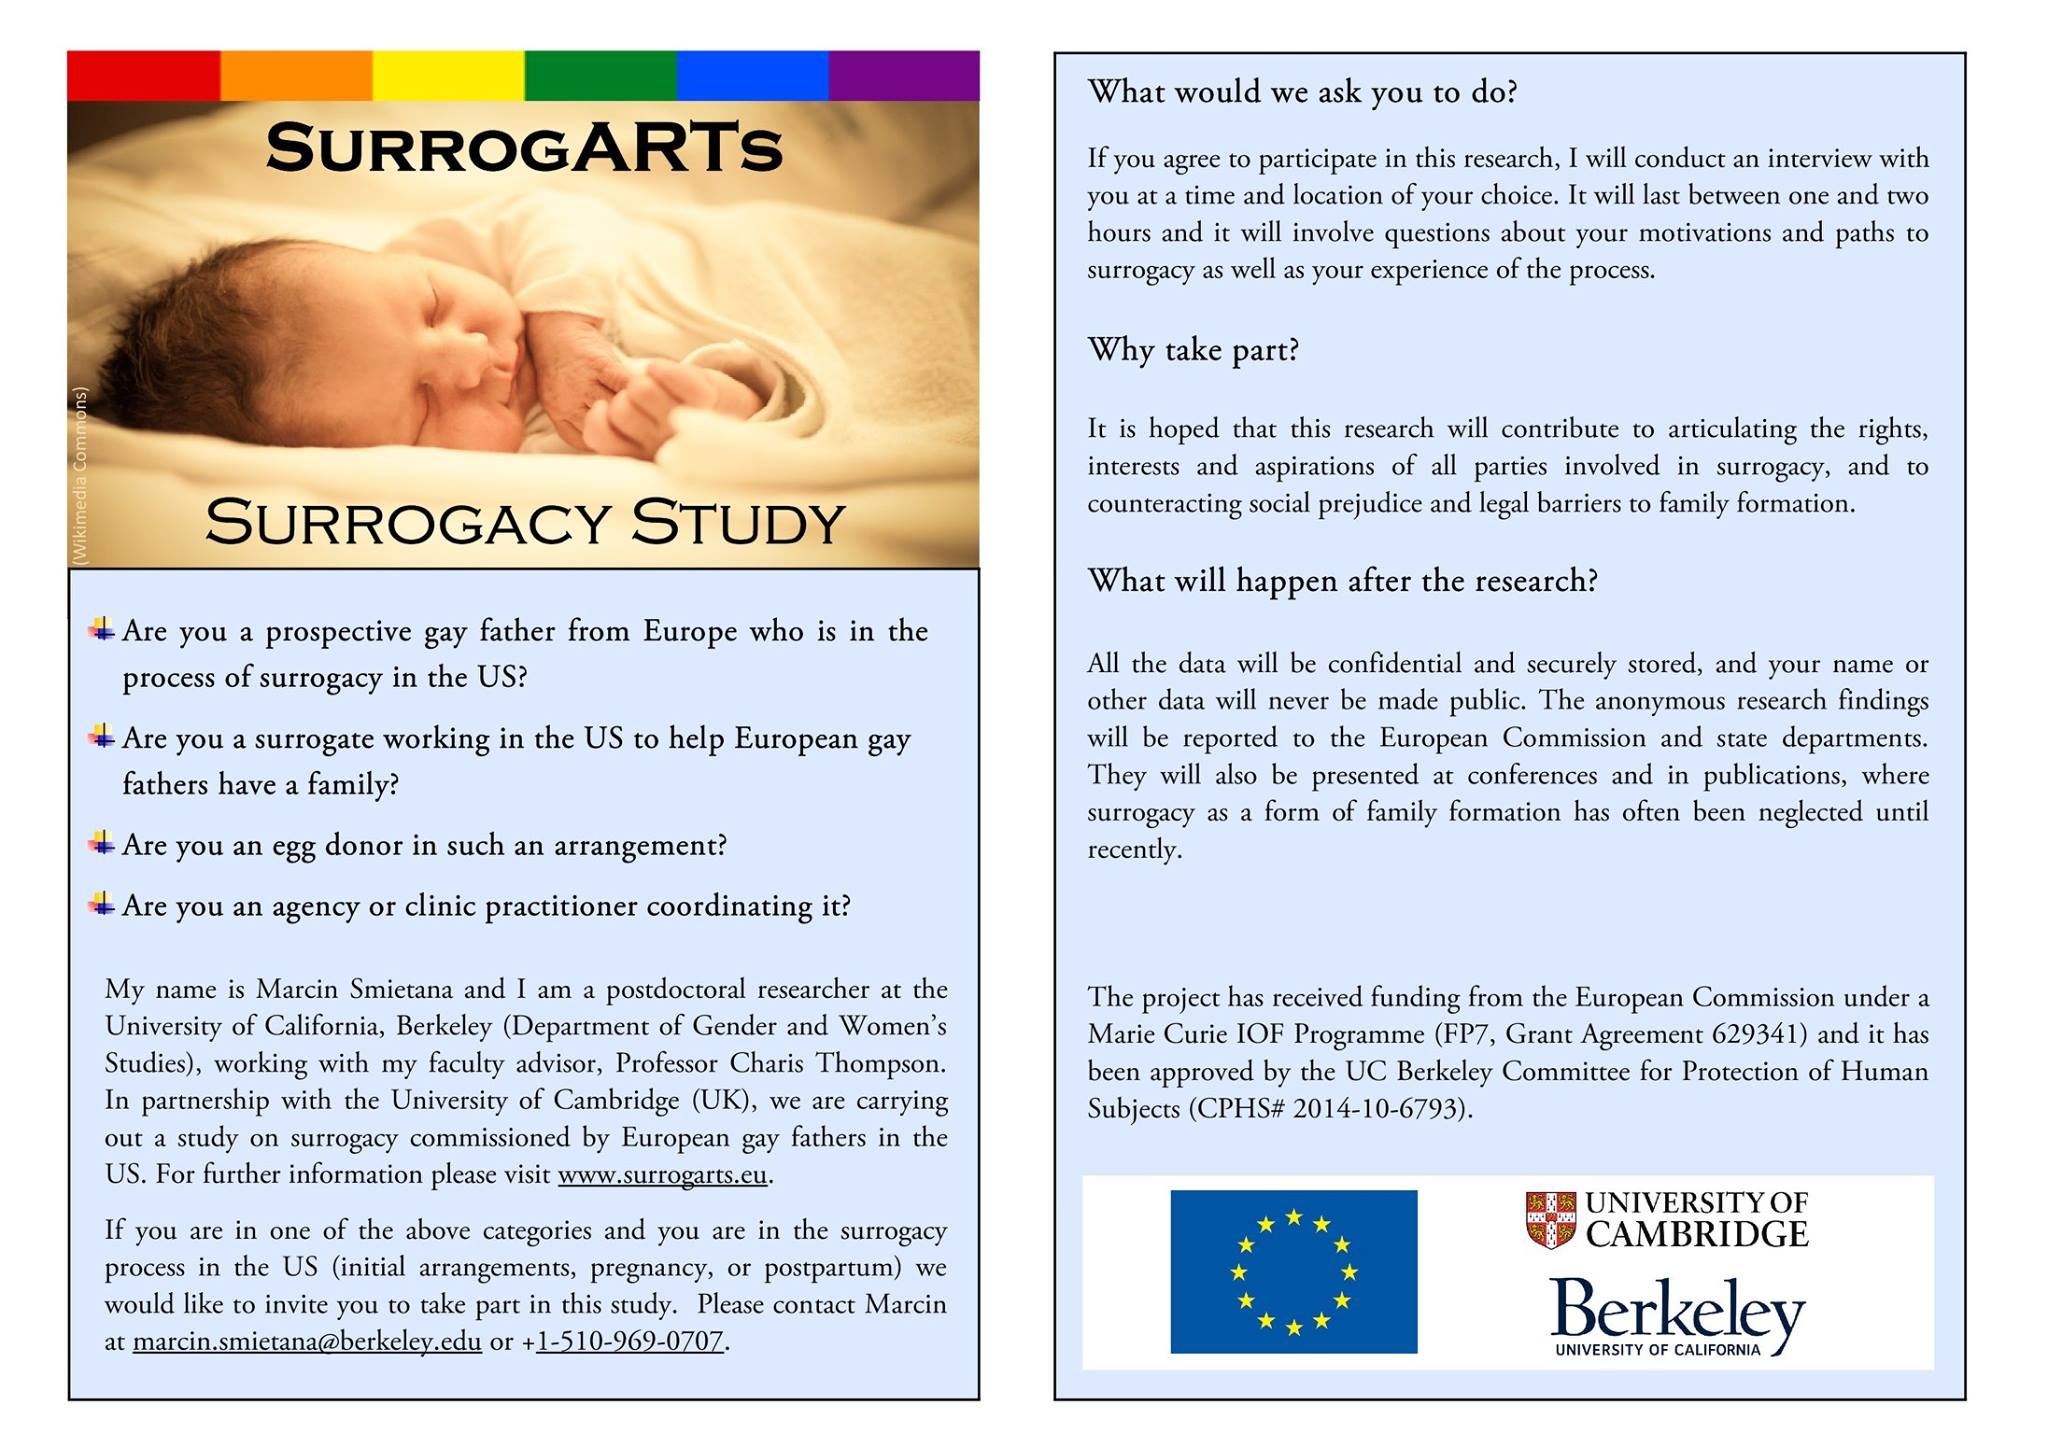 SURROGARTS
(Wikimedia Commons)
SURROGACY STUDY
Are you a prospective gay father from Europe who is in the
process of surrogacy in the US?
Are you a surrogate working in the US to help European gay
fathers have a family?
Are you an egg donor in such an arrangement?
Are you an agency or clinic practitioner coordinating it?
My name is Marcin Smietana and I am a postdoctoral researcher at the
University of California, Berkeley (Department of Gender and Women's
Studies), working with my faculty advisor, Professor Charis Thompson.
In partnership with the University of Cambridge (UK), we are carrying
out a study on surrogacy commissioned by European gay fathers in the
US. For further information please visit www.surrogarts.eu.
If you are in one of the above categories and you are in the surrogacy
process in the US (initial arrangements, pregnancy, or postpartum) we
would like to invite you to take part in this study. Please contact Marcin
at marcin.smietana@berkeley.edu or +1-510-969-0707.
What would we ask you to do?
If you agree to participate in this research, I will conduct an interview with
you at a time and location of your choice. It will last between one and two
hours and it will involve questions about your motivations and paths to
surrogacy as well as your experience of the process.
Why take part?
It is hoped that this research will contribute to articulating the rights,
interests and aspirations of all parties involved in surrogacy, and to
counteracting social prejudice and legal barriers to family formation.
What will happen after the research?
All the data will be confidential and securely stored, and your name or
other data will never be made public. The anonymous research findings
will be reported to the European Commission and state departments.
They will also be presented at conferences and in publications, where
surrogacy as a form of family formation has often been neglected until
recently.
The project has received funding from the European Commission under a
Marie Curie IOF Programme (FP7, Grant Agreement 629341) and it has
been approved by the UC Berkeley Committee for Protection of Human
Subjects (CPHS# 2014-10-6793).
UNIVERSITY OF
CAMBRIDGE
Berkeley
UNIVERSITY OF CALIFORNIA